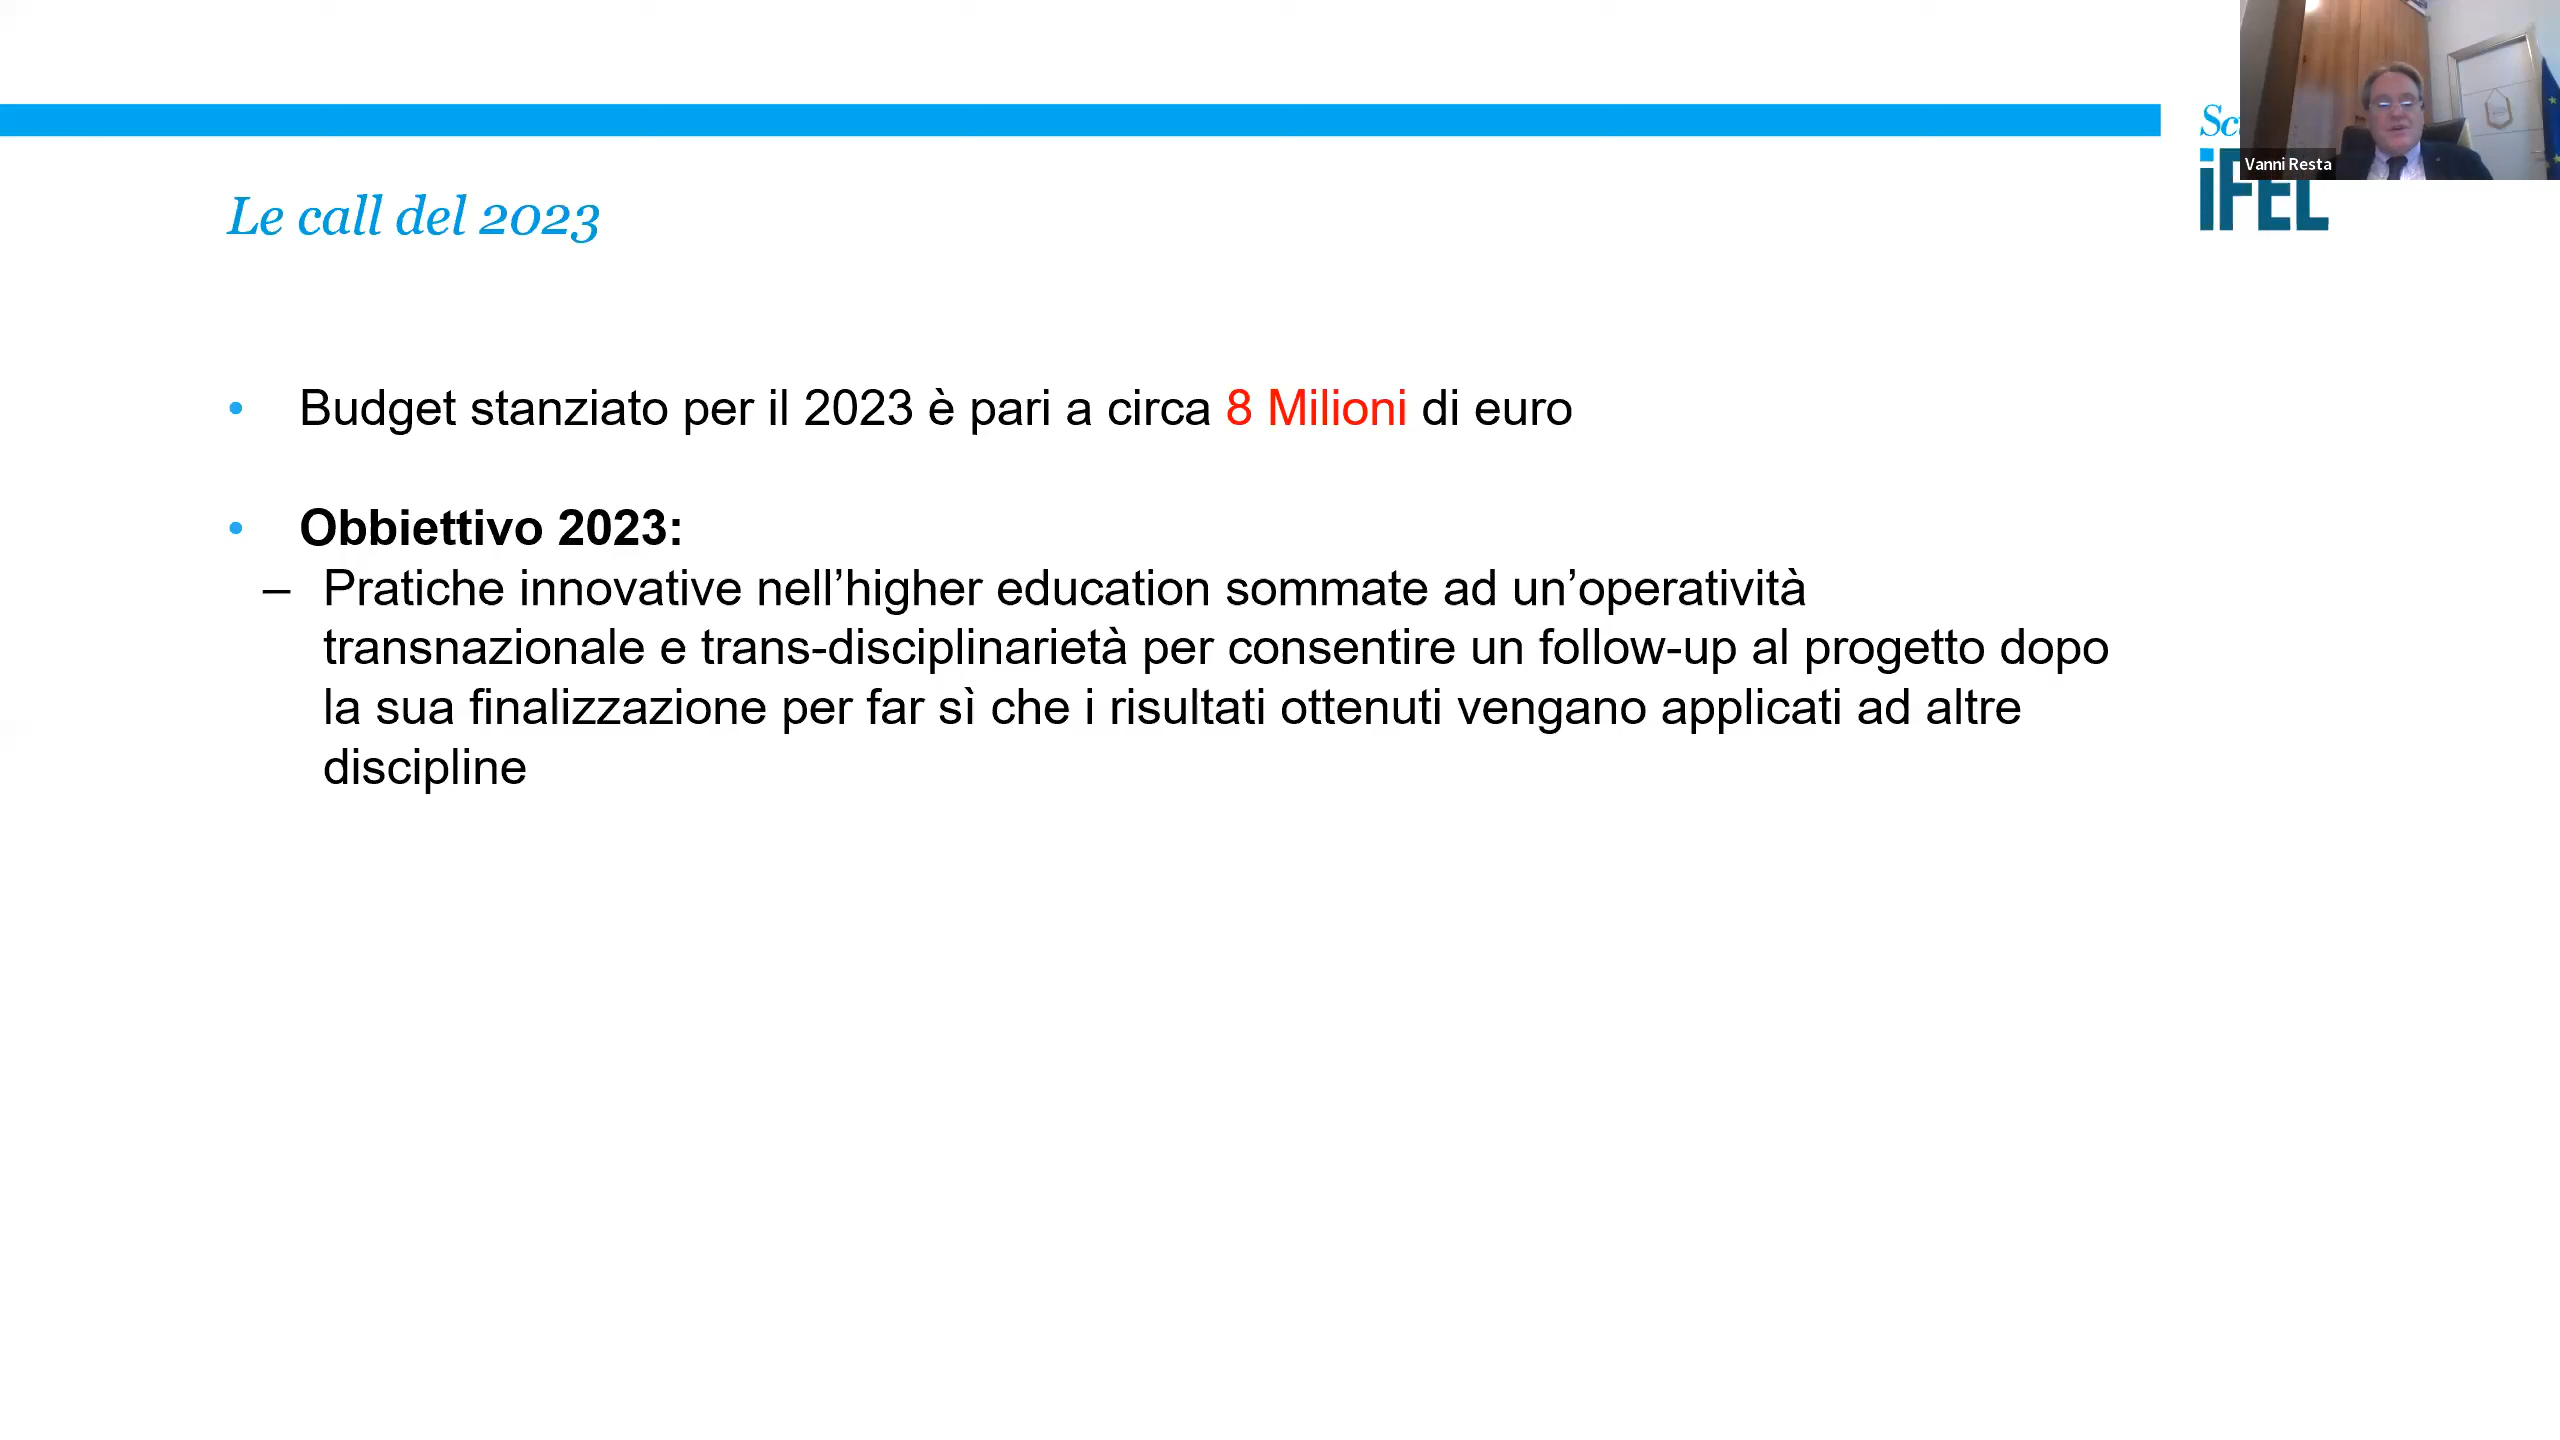 Vanni Resta
iFEL
Le call del 2023
• Budget stanziato per il 2023 è pari a circa 8 Milioni di euro
• Obbiettivo 2023:
– Pratiche innovative nell’higher education sommate ad un’operatività
transnazionale e trans-disciplinarietà per consentire un follow-up al progetto dopo
la sua finalizzazione per far sì che i risultati ottenuti vengano applicati ad altre
discipline